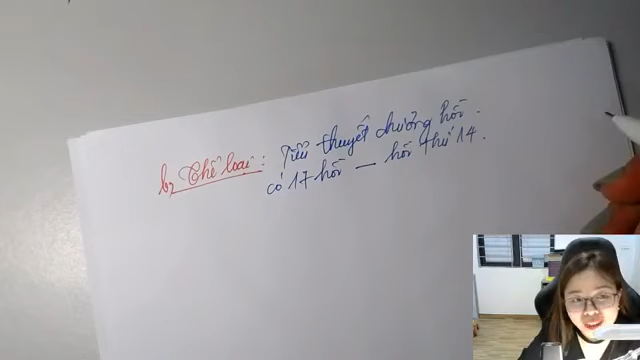 b, Thể loại : Tiểu thuyết chương hồi.
có 17 hồi — hồi thứ 14.